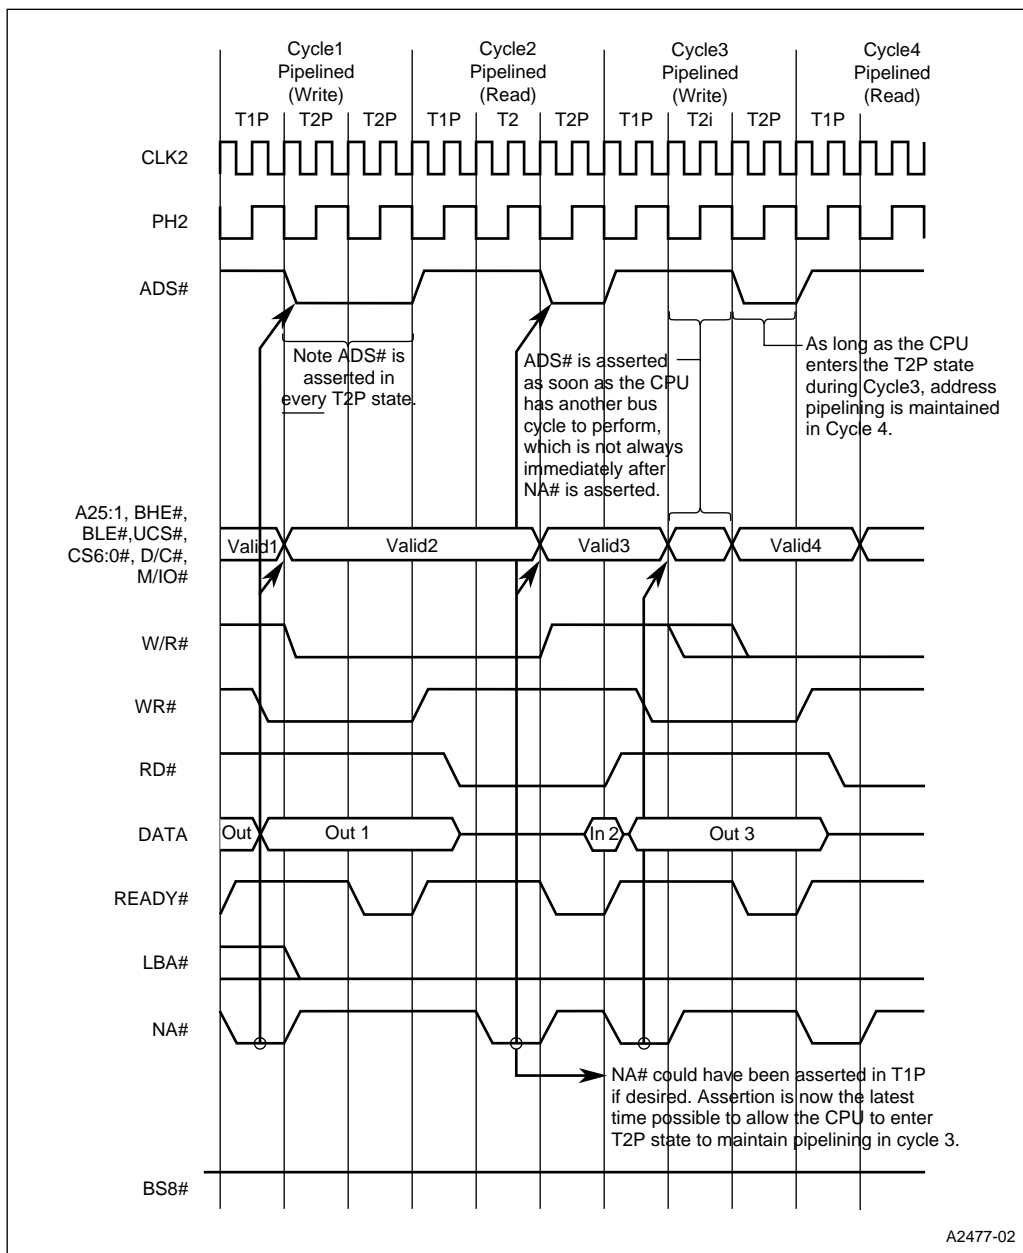 Cycle1
Pipelined
(Write)
Cycle2
Pipelined
(Read)
Cycle3
Pipelined
(Write)
Cycle4
Pipelined
(Read)
T1P T2P T2P T1P T2 T2P T1P T2i T2P T1P
CLK2
PH2
ADS#
Note ADS# is
asserted in
every T2P state.
ADS# is asserted
as soon as the CPU
has another bus
cycle to perform,
which is not always
immediately after
NA# is asserted.
As long as the CPU
enters the T2P state
during Cycle3, address
pipelining is maintained
in Cycle 4.
A25:1, BHE#,
BLE#,UCS#,
CS6:0#, D/C#,
M/IO#
Valid1 Valid2 Valid3 Valid4
W/R#
WR#
RD#
DATA
Out Out 1 In 2 Out 3
READY#
LBA#
NA#
NA# could have been asserted in T1P
if desired. Assertion is now the latest
time possible to allow the CPU to enter
T2P state to maintain pipelining in cycle 3.
BS8#
A2477-02